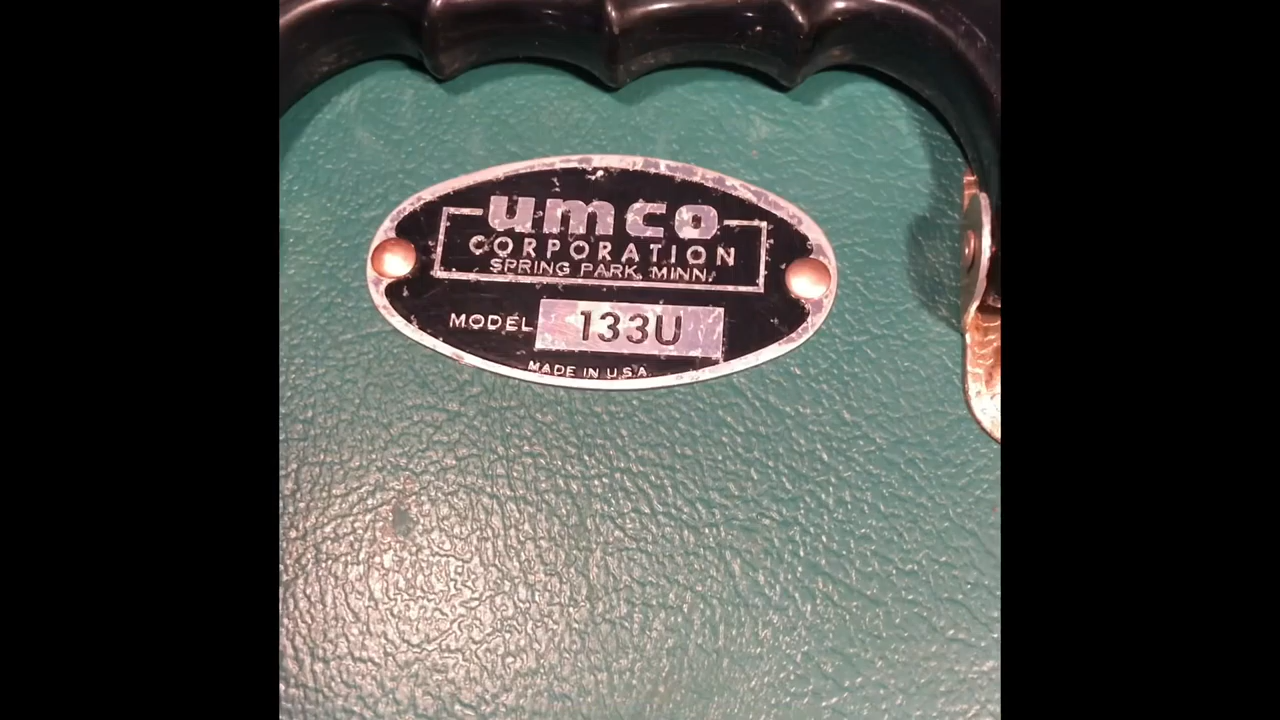 umco
CORPORATION
SPRING PARK, MINN.
MODEL 133U
MADE IN U.S.A.